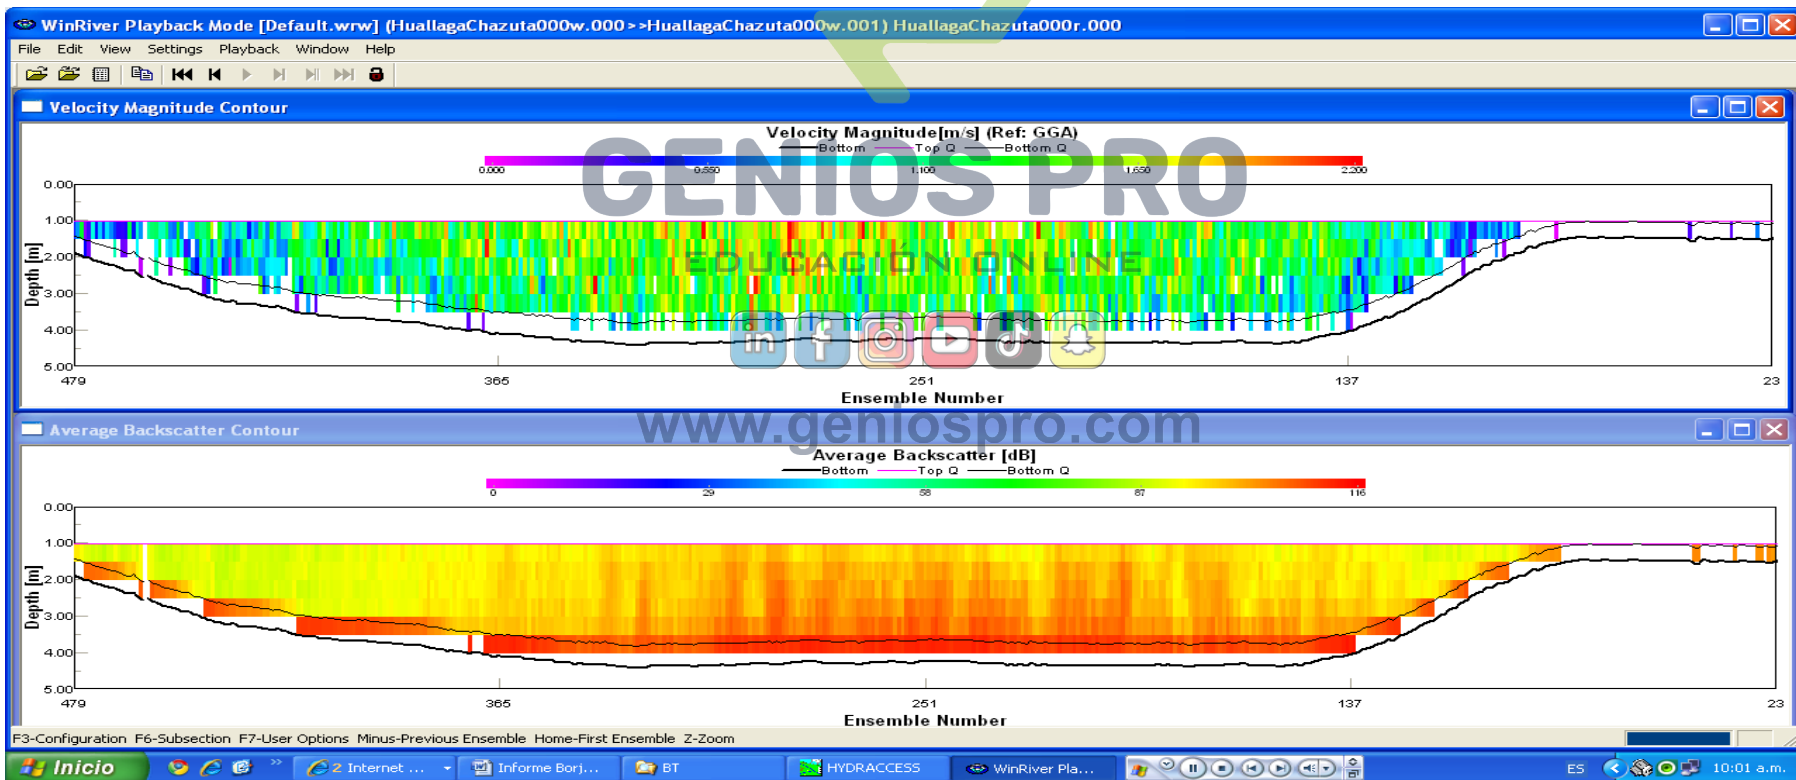 WinRiver Playback Mode [Default.wrw] (HuallagaChazuta000w.000>>HuallagaChazuta000w.001) HuallagaChazuta000r.000
File Edit View Settings Playback Window Help
Velocity Magnitude Contour
Velocity Magnitude[m/s] (Ref: GGA)
Bottom Top Q Bottom Q
0.000 0.550 1.100 1.650 2.200
GENIOS PRO
EDUCACIÓN ONLINE
Depth [m]
0.00
1.00
2.00
3.00
4.00
5.00
479 365 251 137 23
Ensemble Number
in f
www.geniospro.com
Average Backscatter Contour
Average Backscatter [dB]
Bottom Top Q Bottom Q
0 29 58 87 116
Depth [m]
0.00
1.00
2.00
3.00
4.00
5.00
479 365 251 137 23
Ensemble Number
F3-Configuration F6-Subsection F7-User Options Minus-Previous Ensemble Home-First Ensemble Z-Zoom
Inicio » 2 Internet ... Informe Borj... BT HYDRACCESS WinRiver Pla... ES 10:01 a.m.